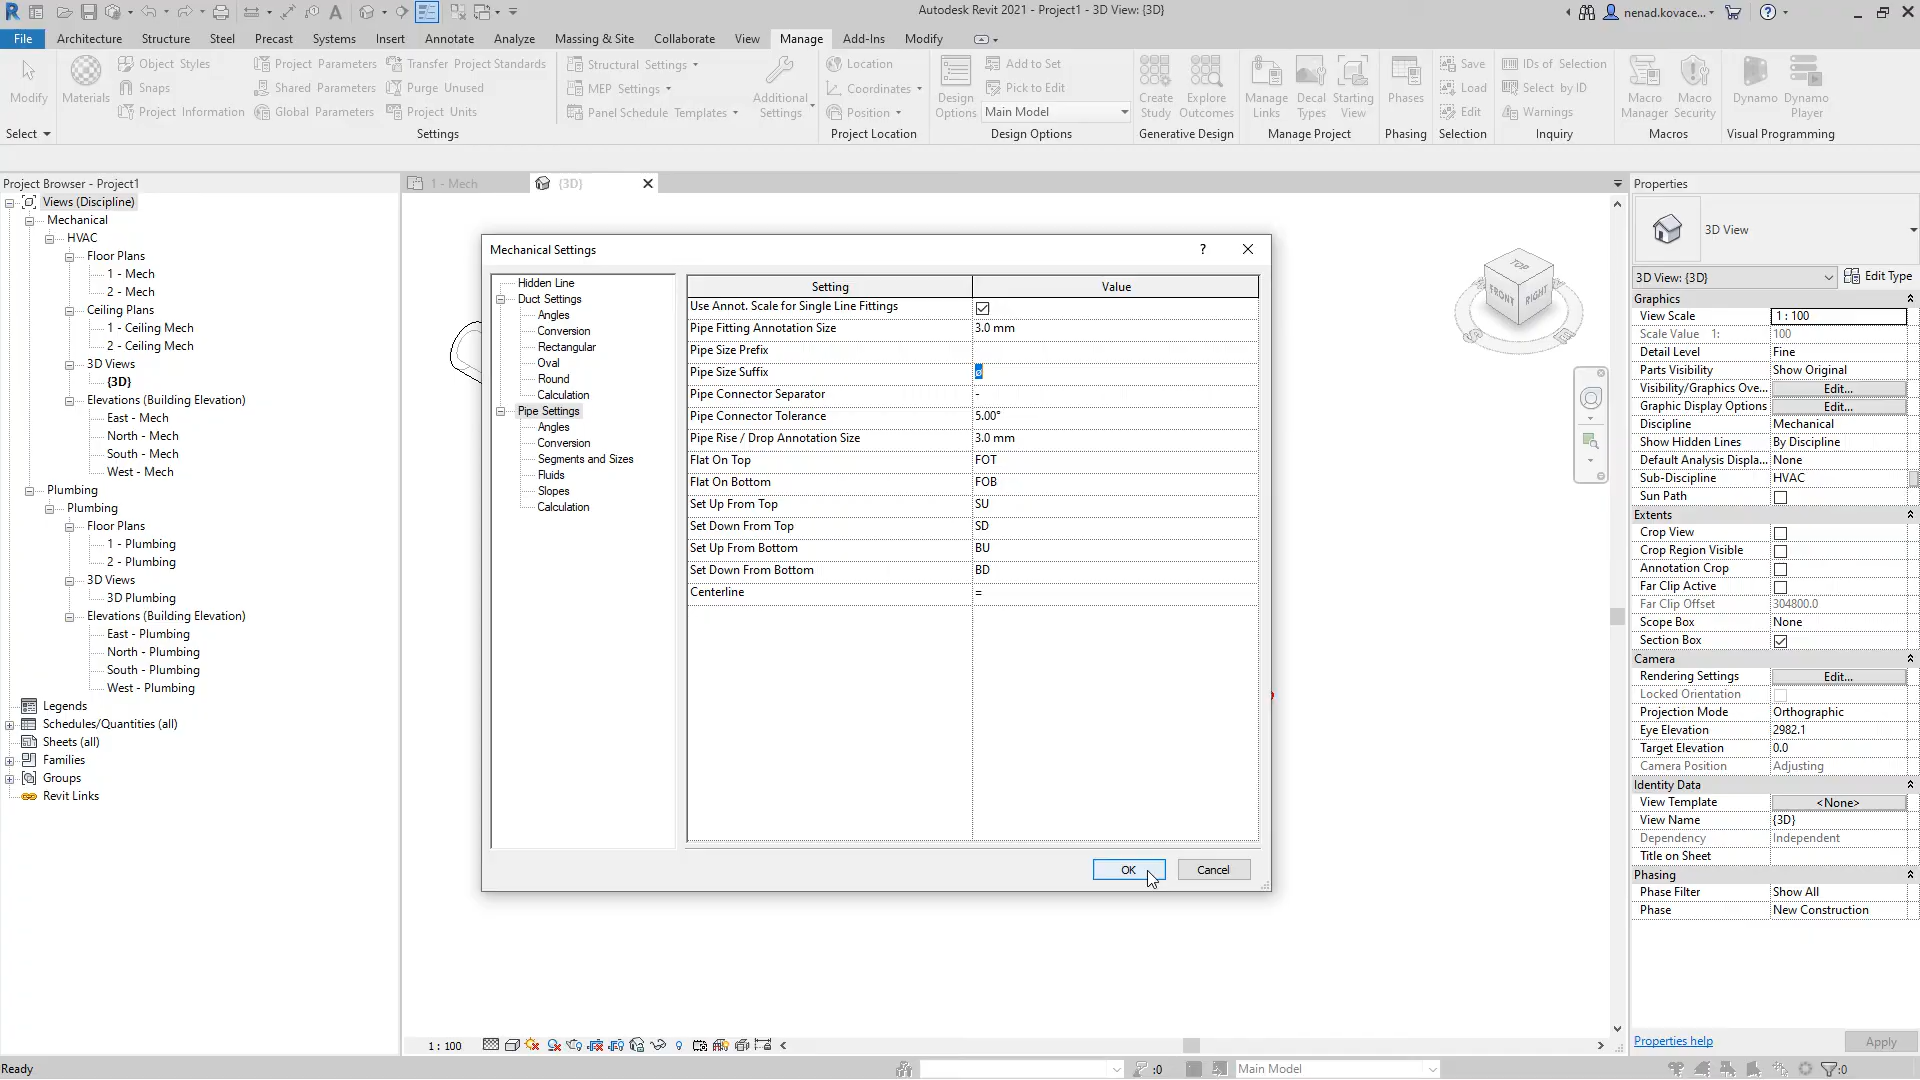 Autodesk Revit 2021 - Project1 - 3D View: {3D}
nenad.kovace...
File Architecture Structure Steel Precast Systems Insert Annotate Analyze Massing & Site Collaborate View Manage Add-Ins Modify
Modify
Select
Materials
Object Styles
Snaps
Project Information
Project Parameters
Shared Parameters
Global Parameters
Transfer Project Standards
Purge Unused
Project Units
Structural Settings
MEP Settings
Panel Schedule Templates
Additional Settings
Settings
Location
Coordinates
Position
Project Location
Design Options
Add to Set
Pick to Edit
Main Model
Design Options
Create Study
Explore Outcomes
Generative Design
Manage Links
Decal Types
Starting View
Manage Project
Phases
Phasing
Save
Load
Edit
Selection
IDs of Selection
Select by ID
Warnings
Inquiry
Macro Manager
Macro Security
Macros
Dynamo
Dynamo Player
Visual Programming
Project Browser - Project1
Views (Discipline)
Mechanical
HVAC
Floor Plans
1 - Mech
2 - Mech
Ceiling Plans
1 - Ceiling Mech
2 - Ceiling Mech
3D Views
{3D}
Elevations (Building Elevation)
East - Mech
North - Mech
South - Mech
West - Mech
Plumbing
Plumbing
Floor Plans
1 - Plumbing
2 - Plumbing
3D Views
3D Plumbing
Elevations (Building Elevation)
East - Plumbing
North - Plumbing
South - Plumbing
West - Plumbing
Legends
Schedules/Quantities (all)
Sheets (all)
Families
Groups
Revit Links
1 - Mech
{3D}
TOP
FRONT
RIGHT
Mechanical Settings
Hidden Line
Duct Settings
Angles
Conversion
Rectangular
Oval
Round
Calculation
Pipe Settings
Angles
Conversion
Segments and Sizes
Fluids
Slopes
Calculation
Setting Value
Use Annot. Scale for Single Line Fittings
Pipe Fitting Annotation Size 3.0 mm
Pipe Size Prefix
Pipe Size Suffix ø
Pipe Connector Separator -
Pipe Connector Tolerance 5.00°
Pipe Rise / Drop Annotation Size 3.0 mm
Flat On Top FOT
Flat On Bottom FOB
Set Up From Top SU
Set Down From Top SD
Set Up From Bottom BU
Set Down From Bottom BD
Centerline =
OK Cancel
Properties
3D View
3D View: {3D} Edit Type
Graphics
View Scale 1 : 100
Scale Value 1: 100
Detail Level Fine
Parts Visibility Show Original
Visibility/Graphics Ove... Edit...
Graphic Display Options Edit...
Discipline Mechanical
Show Hidden Lines By Discipline
Default Analysis Displa... None
Sub-Discipline HVAC
Sun Path
Extents
Crop View
Crop Region Visible
Annotation Crop
Far Clip Active
Far Clip Offset 304800.0
Scope Box None
Section Box
Camera
Rendering Settings Edit...
Locked Orientation
Projection Mode Orthographic
Eye Elevation 2982.1
Target Elevation 0.0
Camera Position Adjusting
Identity Data
View Template <None>
View Name {3D}
Dependency Independent
Title on Sheet
Phasing
Phase Filter Show All
Phase New Construction
Properties help Apply
1 : 100
Ready :0 Main Model :0